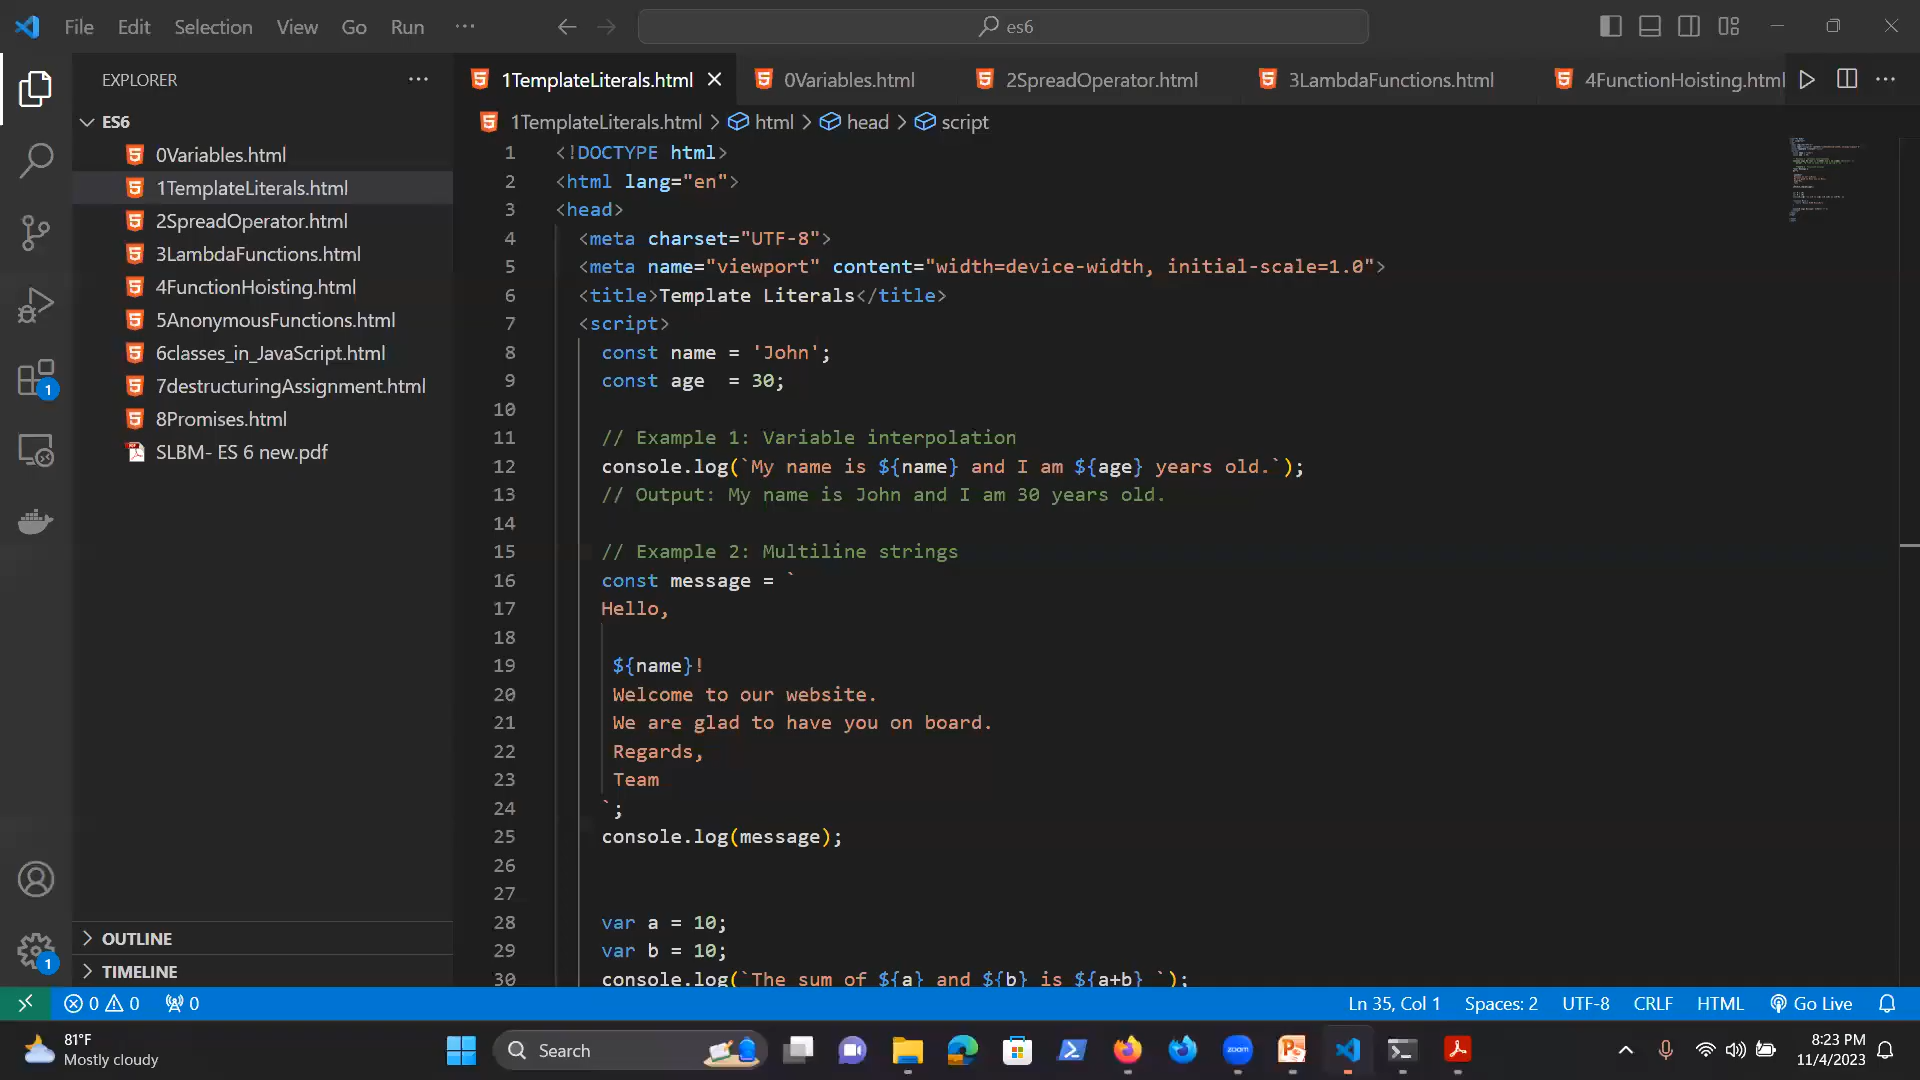 File Edit Selection View Go Run ···
es6
EXPLORER ···
ES6
0Variables.html
1TemplateLiterals.html
2SpreadOperator.html
3LambdaFunctions.html
4FunctionHoisting.html
5AnonymousFunctions.html
6classes_in_JavaScript.html
7destructuringAssignment.html
8Promises.html
SLBM- ES 6 new.pdf
1
OUTLINE
1
TIMELINE
1TemplateLiterals.html 0Variables.html 2SpreadOperator.html 3LambdaFunctions.html 4FunctionHoisting.html ···
1TemplateLiterals.html > html > head > script
1 <!DOCTYPE html>
2 <html lang="en">
3 <head>
4 <meta charset="UTF-8">
5 <meta name="viewport" content="width=device-width, initial-scale=1.0">
6 <title>Template Literals</title>
7 <script>
8 const name = 'John';
9 const age  = 30;
10
11 // Example 1: Variable interpolation
12 console.log(`My name is ${name} and I am ${age} years old.`);
13 // Output: My name is John and I am 30 years old.
14
15 // Example 2: Multiline strings
16 const message = `
17 Hello,
18
19 ${name}!
20 Welcome to our website.
21 We are glad to have you on board.
22 Regards,
23 Team
24 `;
25 console.log(message);
26
27
28 var a = 10;
29 var b = 10;
30 console.log(`The sum of ${a} and ${b} is ${a+b} `);
0 0 0 Ln 35, Col 1 Spaces: 2 UTF-8 CRLF HTML Go Live
81°F
Mostly cloudy
Search
zoom
8:23 PM
11/4/2023